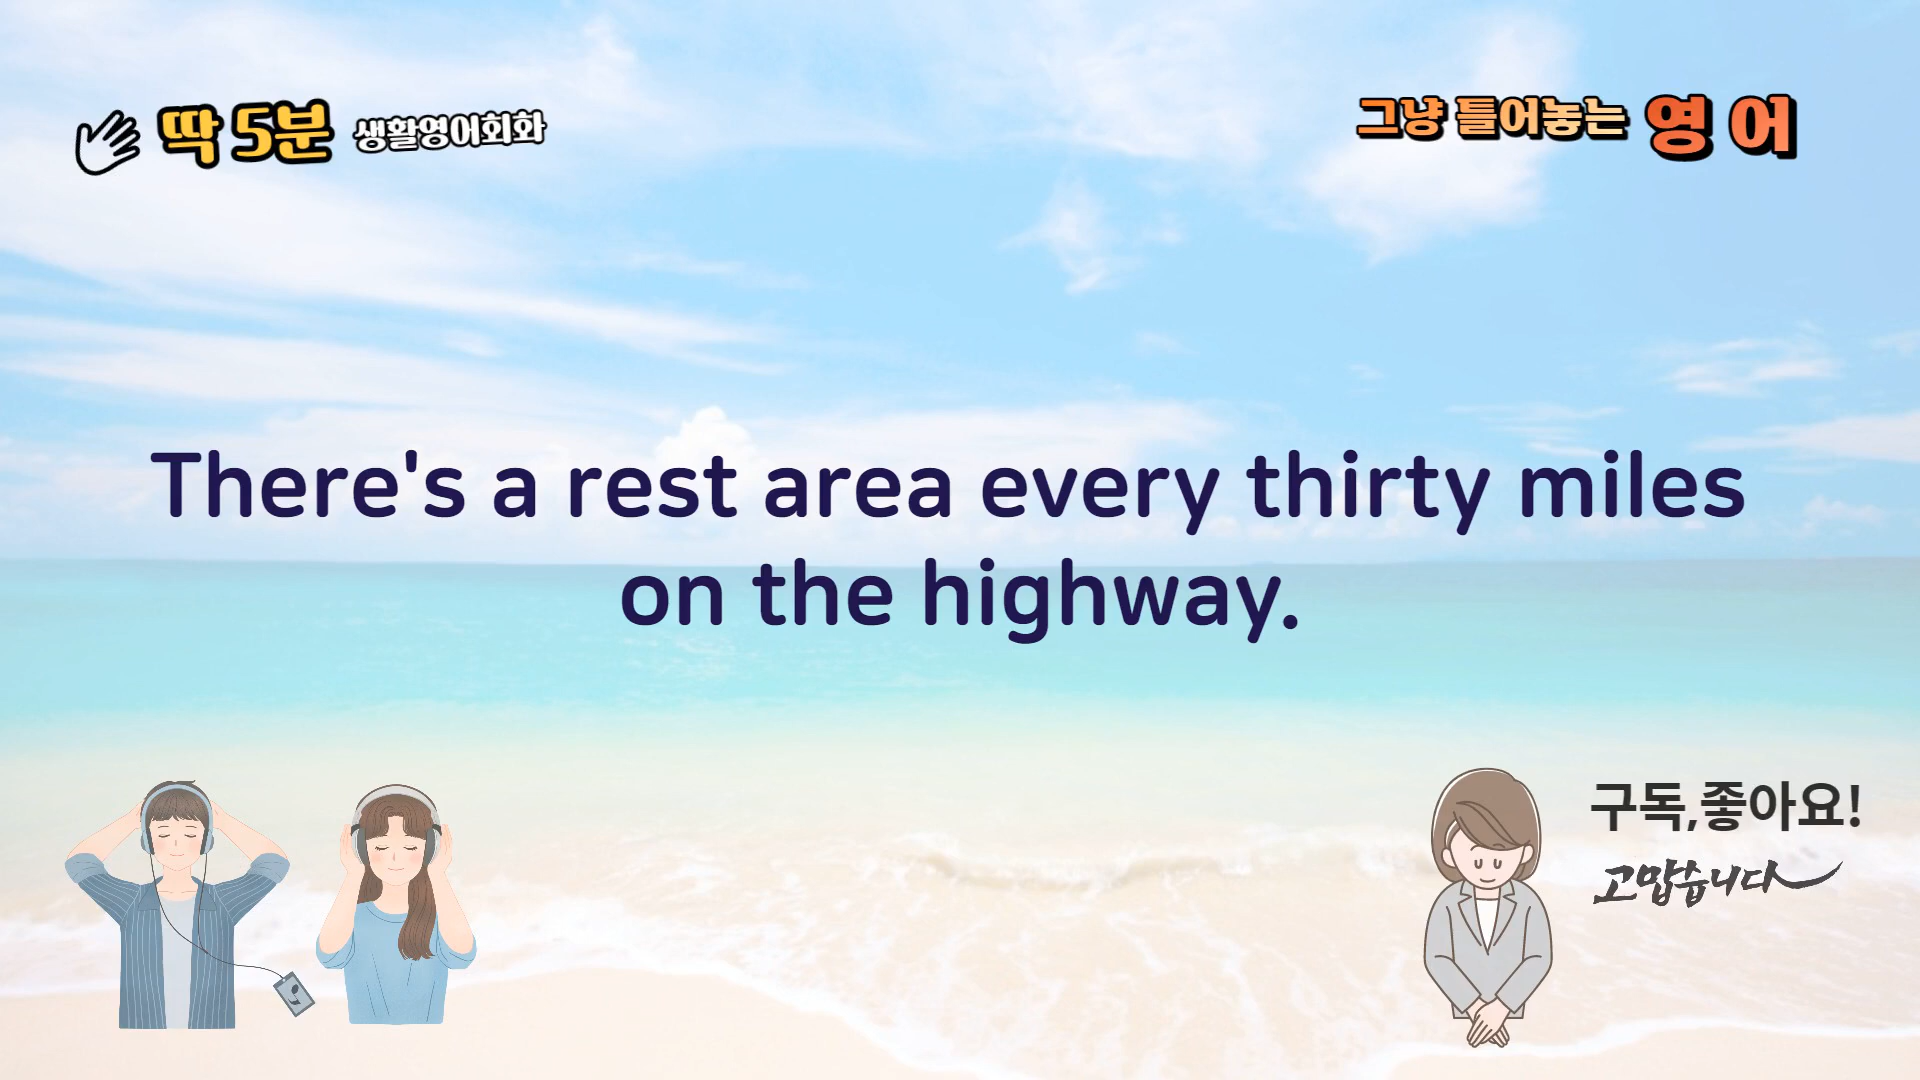 딱 5분 생활영어회화
그냥 틀어놓는 영어
There's a rest area every thirty miles
on the highway.
구독,좋아요!
고맙습니다